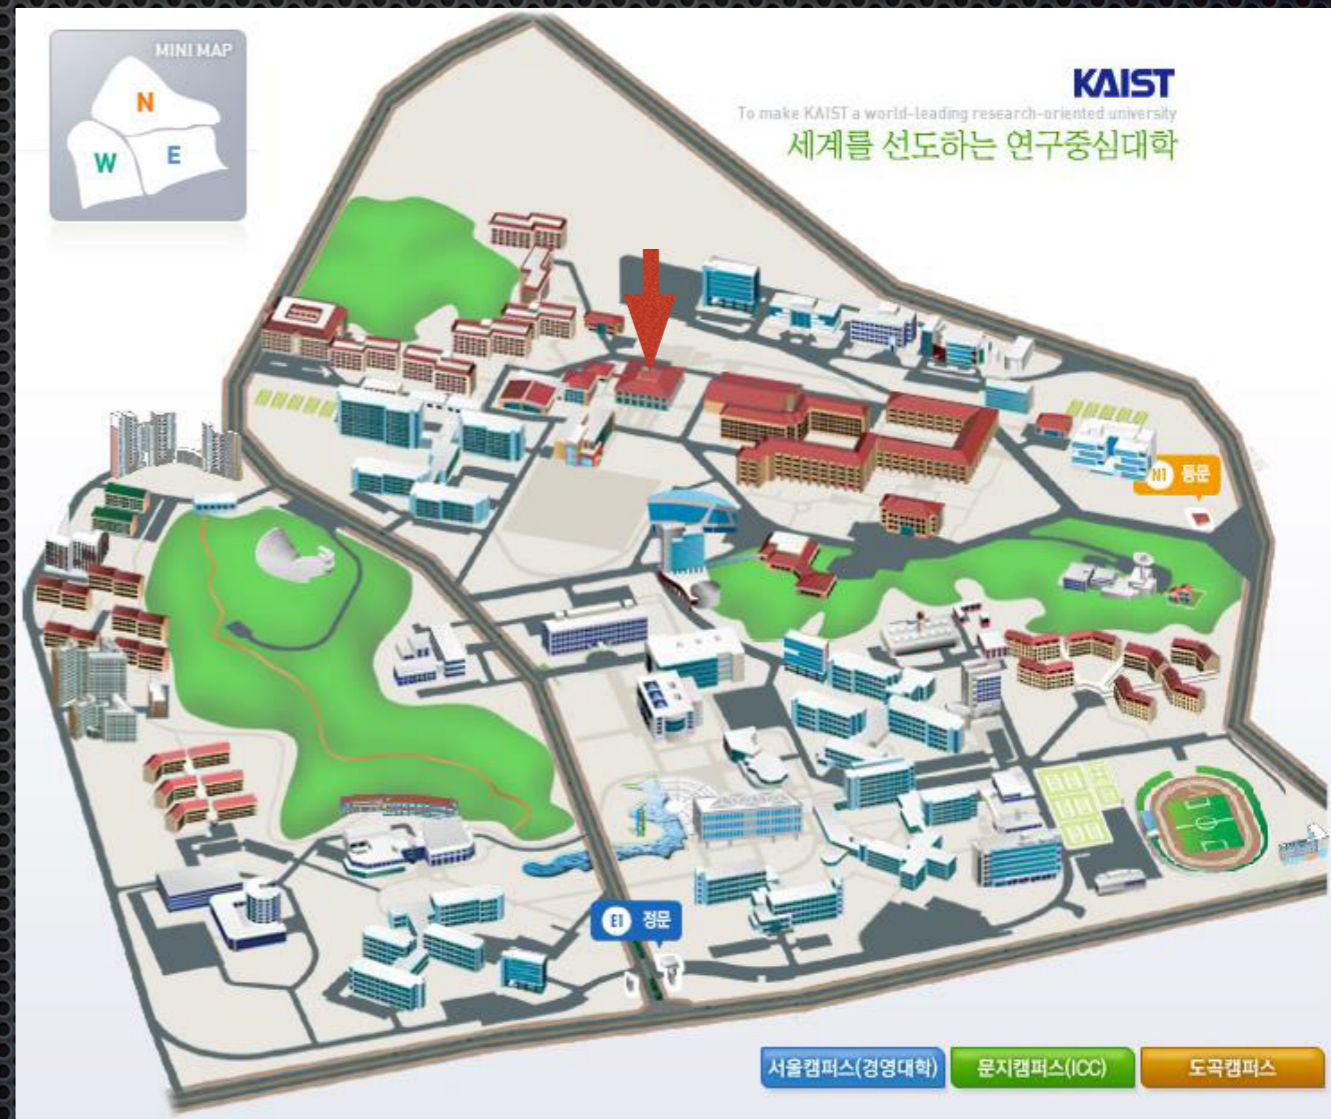 MINI MAP
N
W
E
KAIST
To make KAIST a world-leading research-oriented university
세계를 선도하는 연구중심대학
N1 동문
E1 정문
서울캠퍼스(경영대학)
문지캠퍼스(ICC)
도곡캠퍼스